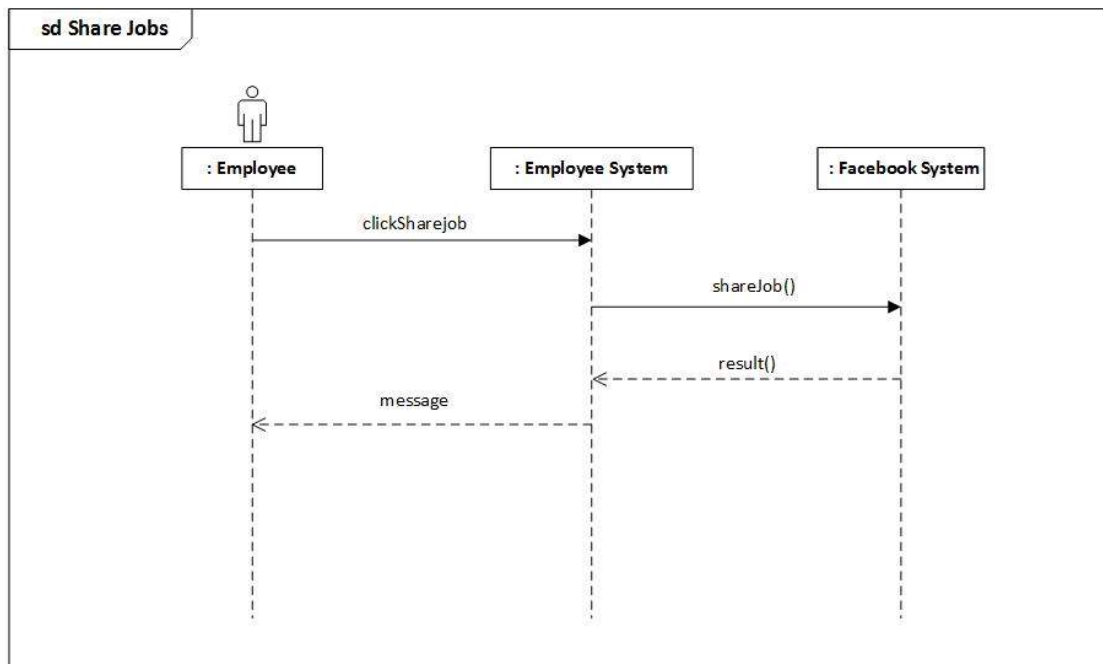 sd Share Jobs
: Employee
: Employee System
: Facebook System
clickSharejob
shareJob()
result()
message